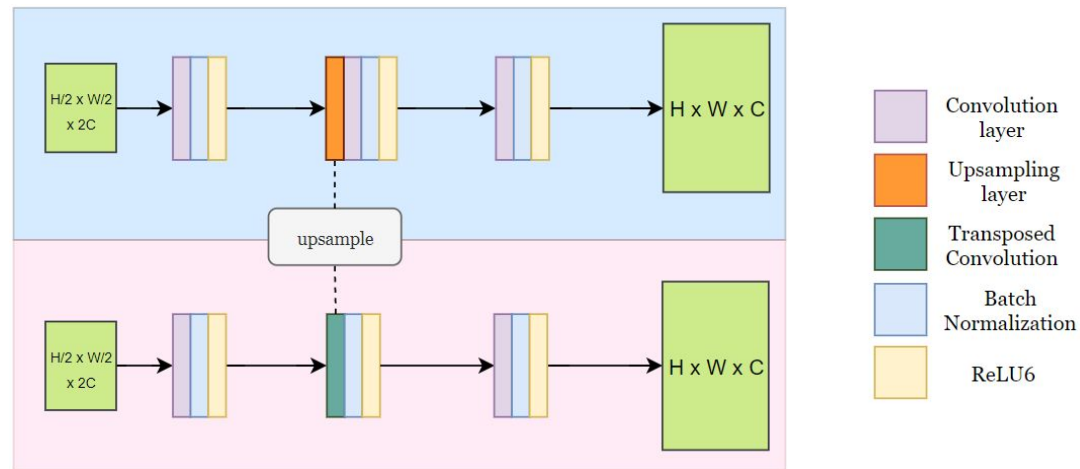 H/2 x W/2
x 2C
H x W x C
upsample
H/2 x W/2
x 2C
H x W x C
Convolution
layer
Upsampling
layer
Transposed
Convolution
Batch
Normalization
ReLU6